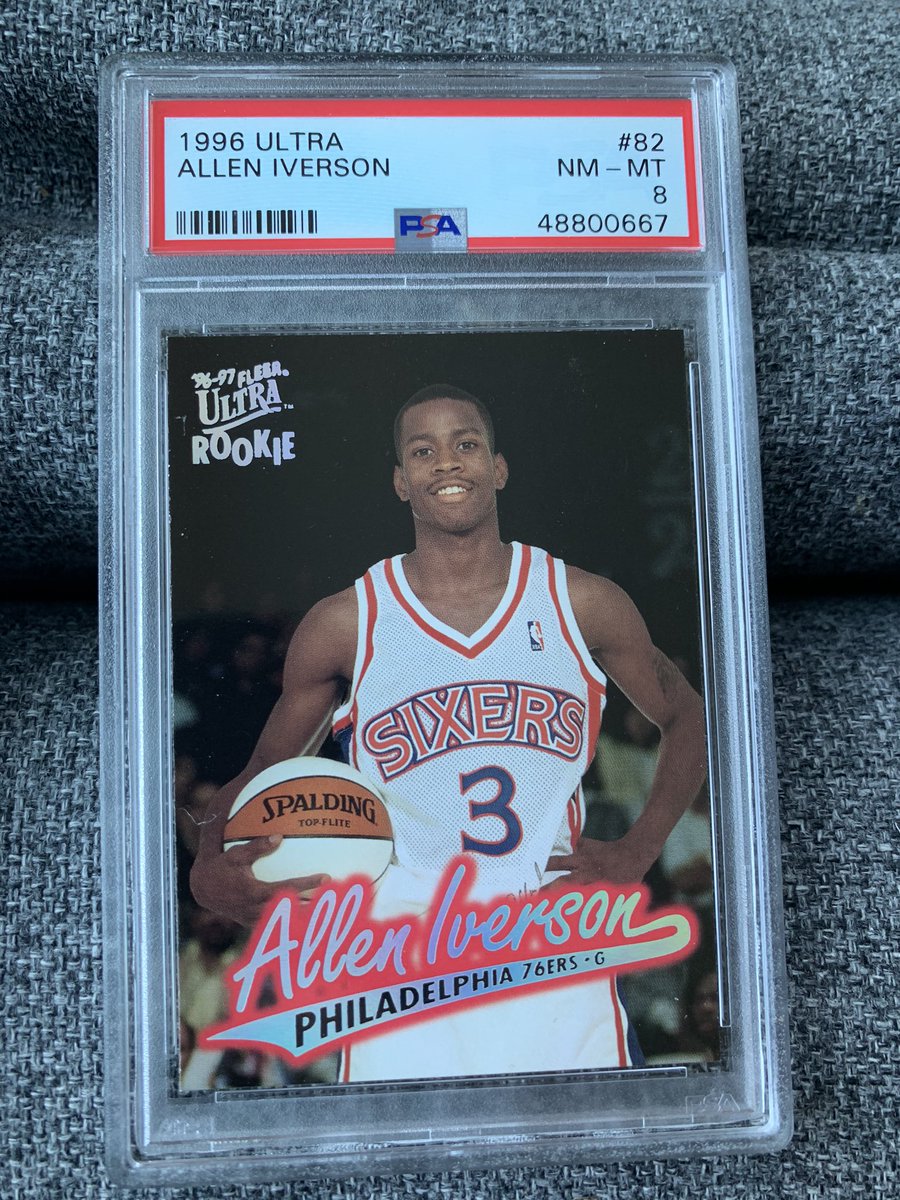 1996 ULTRA #82
ALLEN IVERSON NM - MT
8
PSA 48800667
'96-97 FLEER
ULTRA™
ROOKIE
SIXERS
3
SPALDING
TOP-FLITE
Allen Iverson
PHILADELPHIA 76ERS • G